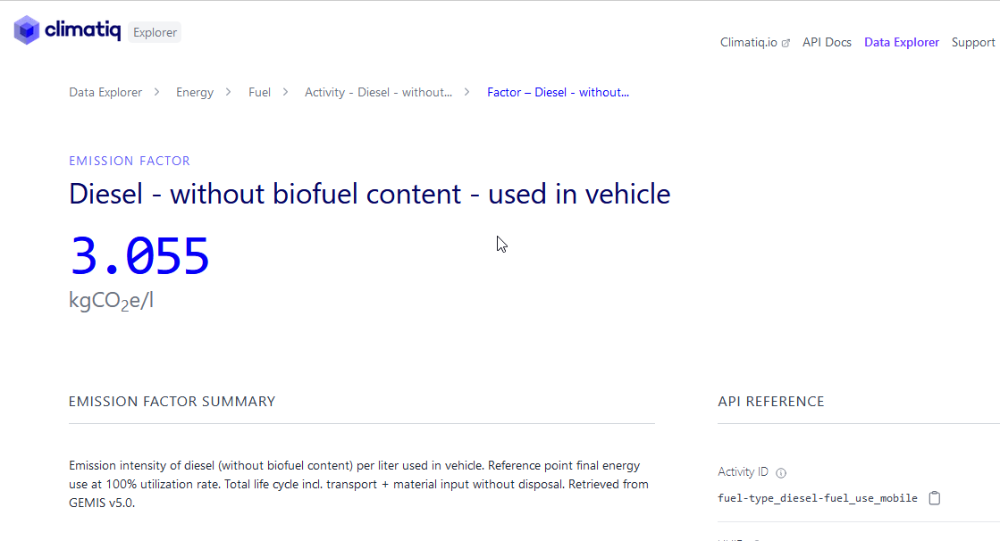 climatiq Explorer
Climatiq.io API Docs Data Explorer Support
Data Explorer > Energy > Fuel > Activity - Diesel - without... > Factor – Diesel - without...
EMISSION FACTOR
Diesel - without biofuel content - used in vehicle
3.055
kgCO₂e/l
EMISSION FACTOR SUMMARY
Emission intensity of diesel (without biofuel content) per liter used in vehicle. Reference point final energy
use at 100% utilization rate. Total life cycle incl. transport + material input without disposal. Retrieved from
GEMIS v5.0.
API REFERENCE
Activity ID
fuel-type_diesel-fuel_use_mobile